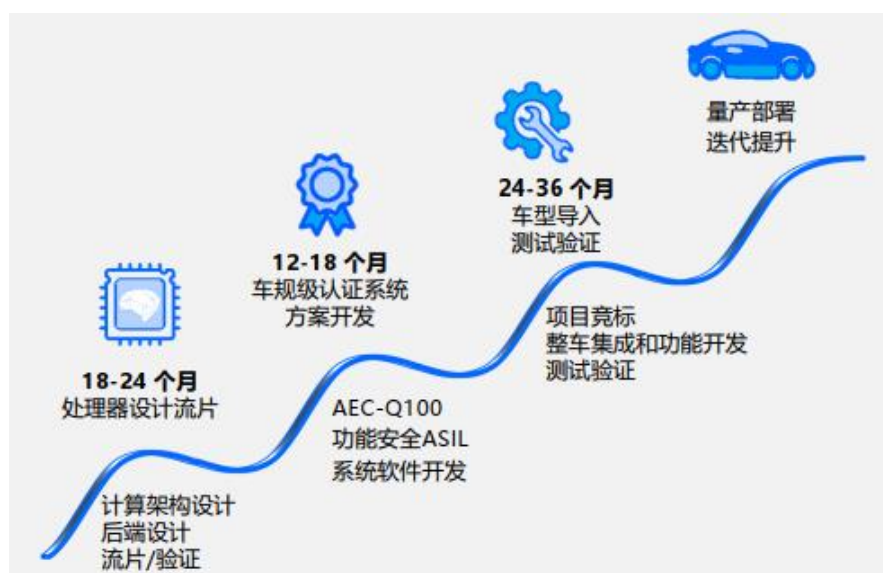 量产部署
迭代提升
24-36 个月
车型导入
测试验证
12-18 个月
车规级认证系统
方案开发
18-24 个月
处理器设计流片
项目竞标
整车集成和功能开发
测试验证
AEC-Q100
功能安全ASIL
系统软件开发
计算架构设计
后端设计
流片/验证